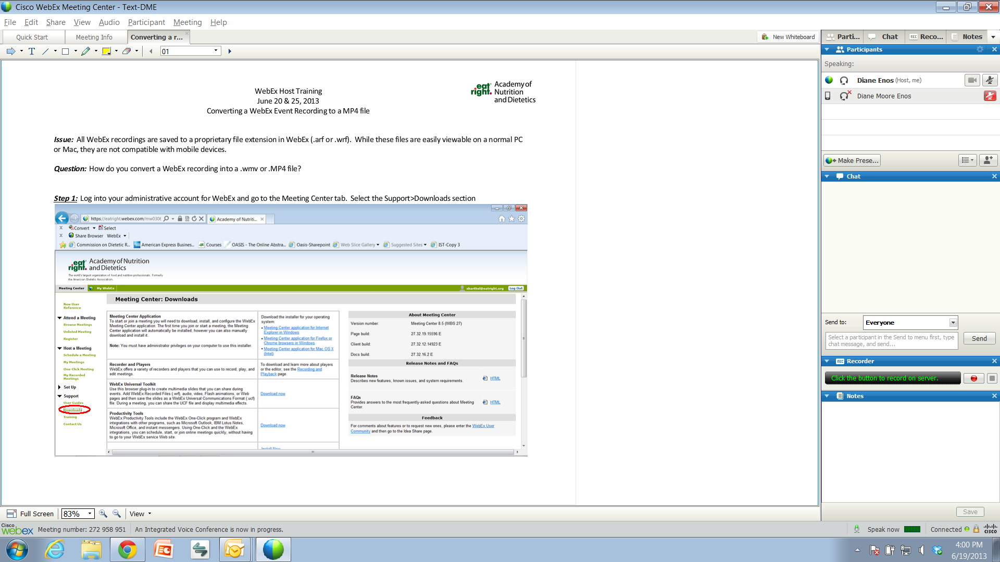 Cisco WebEx Meeting Center - Text-DME
File Edit Share View Audio Participant Meeting Help
Quick Start Meeting Info Converting a r...
New Whiteboard
01
WebEx Host Training
June 20 & 25, 2013
Converting a WebEx Event Recording to a MP4 file
eat right. Academy of Nutrition and Dietetics
Issue: All WebEx recordings are saved to a proprietary file extension in WebEx (.arf or .wrf). While these files are easily viewable on a normal PC
or Mac, they are not compatible with mobile devices.
Question: How do you convert a WebEx recording into a .wmv or .MP4 file?
Step 1: Log into your administrative account for WebEx and go to the Meeting Center tab. Select the Support>Downloads section
https://eatright.webex.com/mw0306 Academy of Nutriti...
Convert Select
Share Browser WebEx
Commission on Dietetic R... American Express Busines... Courses OASIS - The Online Abstra... Oasis-Sharepoint Web Slice Gallery Suggested Sites IST-Copy 3
eat right. Academy of Nutrition
and Dietetics
The world's largest organization of food and nutrition professionals. Formerly
the American Dietetic Association.
Meeting Center My WebEx sbarthel@eatright.org Log Out
New User
Reference
Attend a Meeting
Browse Meetings
Unlisted Meeting
Register
Host a Meeting
Schedule a Meeting
My Meetings
One-Click Meeting
My Recorded
Meetings
Set Up
Support
User Guides
Downloads
Training
Contact Us
Meeting Center: Downloads
Meeting Center Application
To start or join a meeting you will need to download, install, and configure the WebEx
Meeting Center application. The first time you join or start a meeting, the Meeting
Center application will automatically be installed; however you can also manually
download and install it.
Note: You must have administrator privileges on your computer to use this installer.
Download the installer for your operating
system:
• Meeting Center application for Internet
Explorer in Windows
• Meeting Center application for Firefox or
Chrome browsers in Windows
• Meeting Center application for Mac OS X
(Intel)
Recorder and Players
WebEx offers a variety of recorders and players that you can use to record, play, and
edit meetings.
To download and learn more about players
or the editor, see the Recording and
Playback page.
WebEx Universal Toolkit
Use this browser plug-in to create multimedia slides that you can share during
events. Add WebEx Recorded Files (.wrf), audio, video, Flash animations, or Web
pages and then save the slides as a WebEx Universal Communications Format (.ucf)
file. During a meeting, you can share the UCF file and display multimedia effects.
Download now
Productivity Tools
WebEx Productivity Tools include the WebEx One-Click program and WebEx
integrations with other programs, such as Microsoft Outlook, IBM Lotus Notes,
Microsoft Office, and instant messengers. Using One-Click and the WebEx
integrations, you can schedule, start, or join online meetings quickly, without having
to go to your WebEx service Web site.
Download now
Install Now
About Meeting Center
Version number: Meeting Center 8.5 (WBS 27)
Page build: 27.32.19.15596 E
Client build: 27.32.12.14923 E
Docs build: 27.32.16.2 E
Release Notes and FAQs
Release Notes
Describes new features, known issues, and system requirements.
HTML
FAQs
Provides answers to the most frequently-asked questions about Meeting
Center.
HTML
Feedback
For comments about features or to request new ones, please enter the WebEx User
Community and then go to the Idea Share page.
Parti... Chat REC Reco... Notes
Participants
Speaking:
Diane Enos (Host, me)
Diane Moore Enos
Make Prese...
Chat
Send to: Everyone
Select a participant in the Send to menu first, type
chat message, and send...
Send
REC Recorder
Click the button to record on server.
Notes
Save
Full Screen 83% View
Cisco webex Meeting number: 272 958 951 An Integrated Voice Conference is now in progress.
Speak now Connected cisco
4:00 PM
6/19/2013